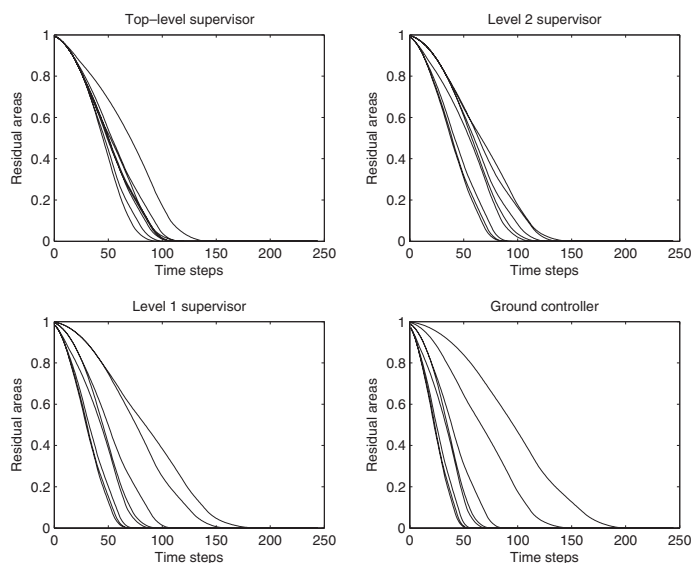 Top–level supervisor
1
0.8
0.6
0.4
0.2
0
Residual areas
0 50 100 150 200 250
Time steps
Level 2 supervisor
1
0.8
0.6
0.4
0.2
0
Residual areas
0 50 100 150 200 250
Time steps
Level 1 supervisor
1
0.8
0.6
0.4
0.2
0
Residual areas
0 50 100 150 200 250
Time steps
Ground controller
1
0.8
0.6
0.4
0.2
0
Residual areas
0 50 100 150 200 250
Time steps